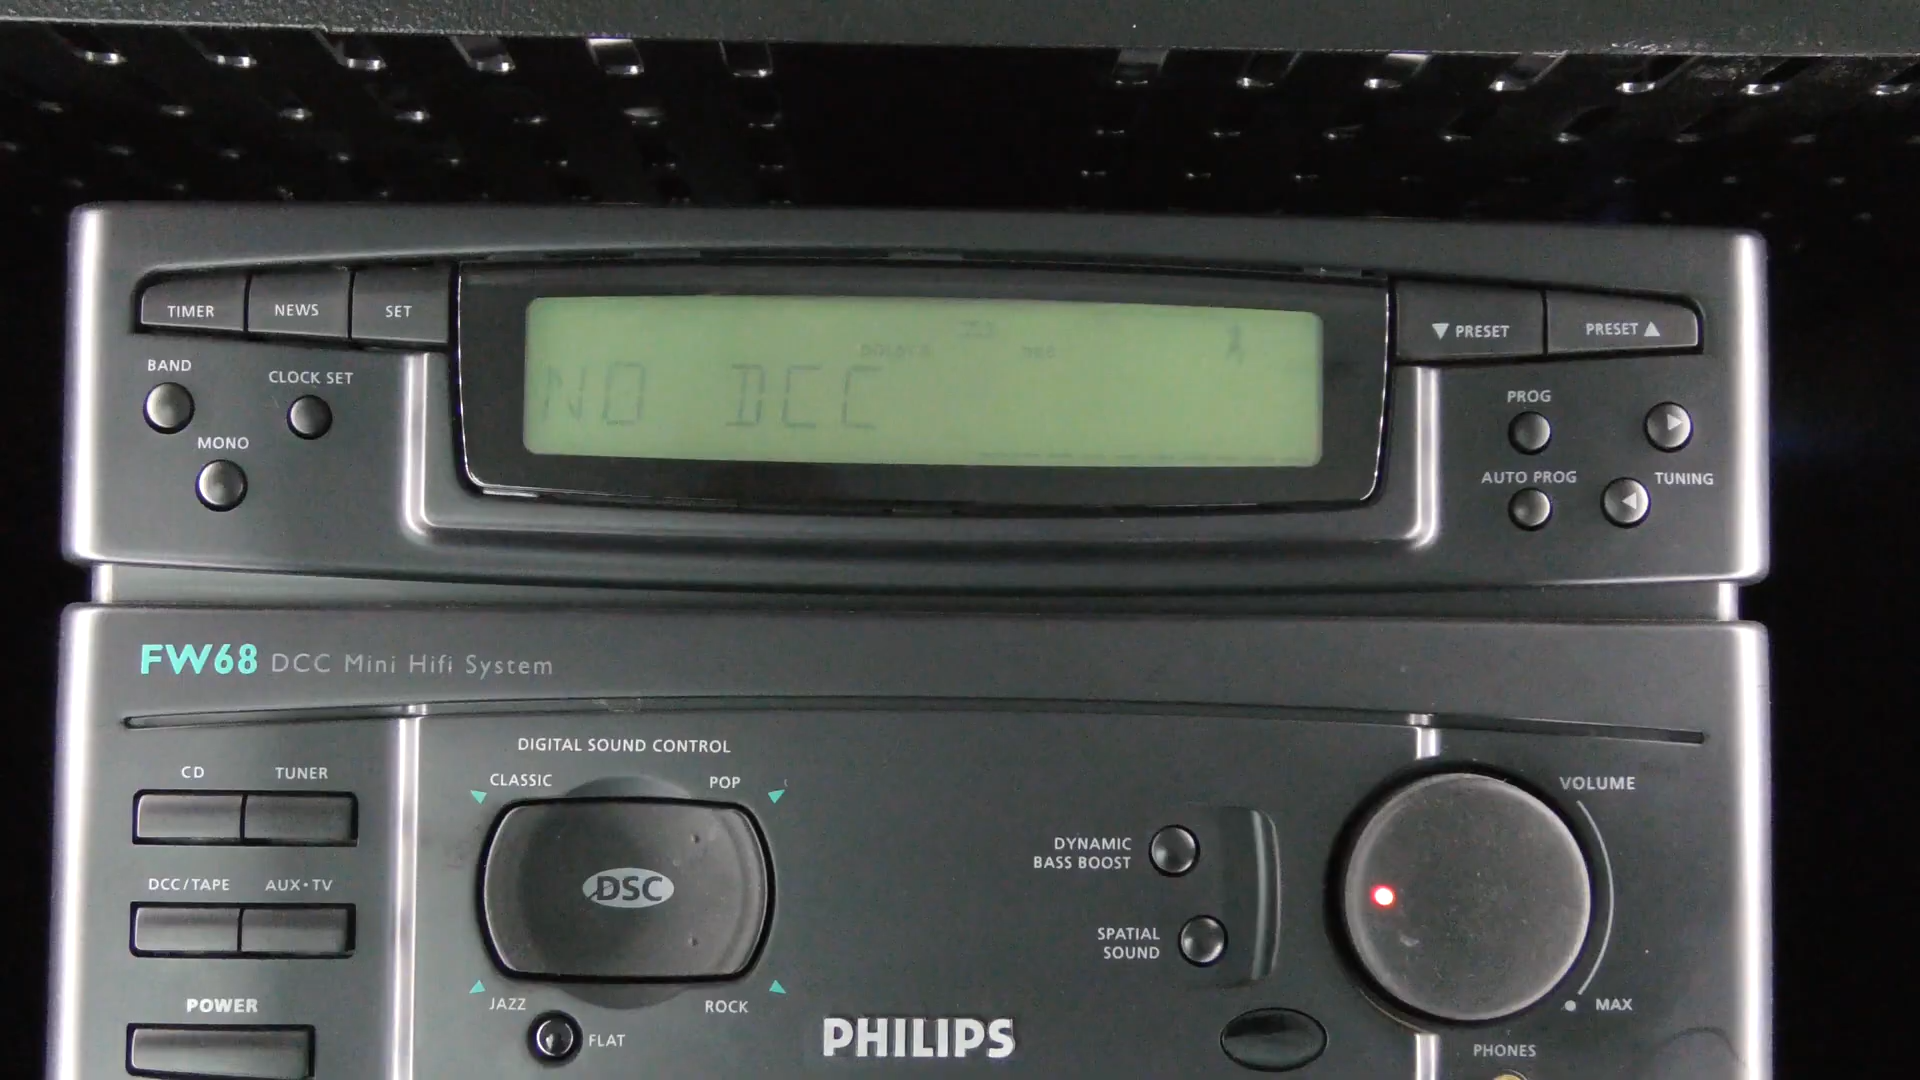 TIMER NEWS SET
▼ PRESET PRESET ▲
BAND
CLOCK SET
MONO
NO DCC
PROG
AUTO PROG
TUNING
FW68 DCC Mini Hifi System
DIGITAL SOUND CONTROL
CD TUNER
CLASSIC POP
DCC/TAPE AUX•TV
DSC
JAZZ ROCK
FLAT
POWER
DYNAMIC
BASS BOOST
SPATIAL
SOUND
VOLUME
MAX
PHILIPS
PHONES